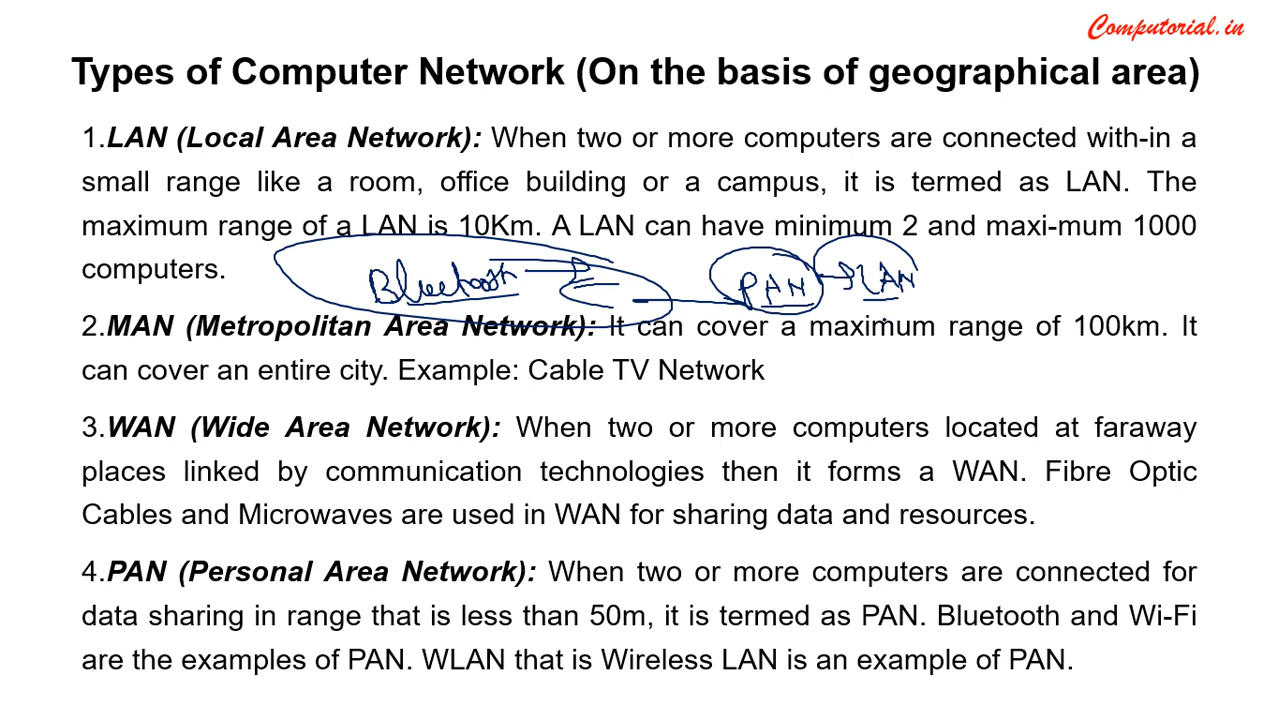 Computorial.in
Types of Computer Network (On the basis of geographical area)
1.LAN (Local Area Network): When two or more computers are connected with-in a
small range like a room, office building or a campus, it is termed as LAN. The
maximum range of a LAN is 10Km. A LAN can have minimum 2 and maxi-mum 1000
computers.
Bluetooth PAN LAN
2.MAN (Metropolitan Area Network): It can cover a maximum range of 100km. It
can cover an entire city. Example: Cable TV Network
3.WAN (Wide Area Network): When two or more computers located at faraway
places linked by communication technologies then it forms a WAN. Fibre Optic
Cables and Microwaves are used in WAN for sharing data and resources.
4.PAN (Personal Area Network): When two or more computers are connected for
data sharing in range that is less than 50m, it is termed as PAN. Bluetooth and Wi-Fi
are the examples of PAN. WLAN that is Wireless LAN is an example of PAN.